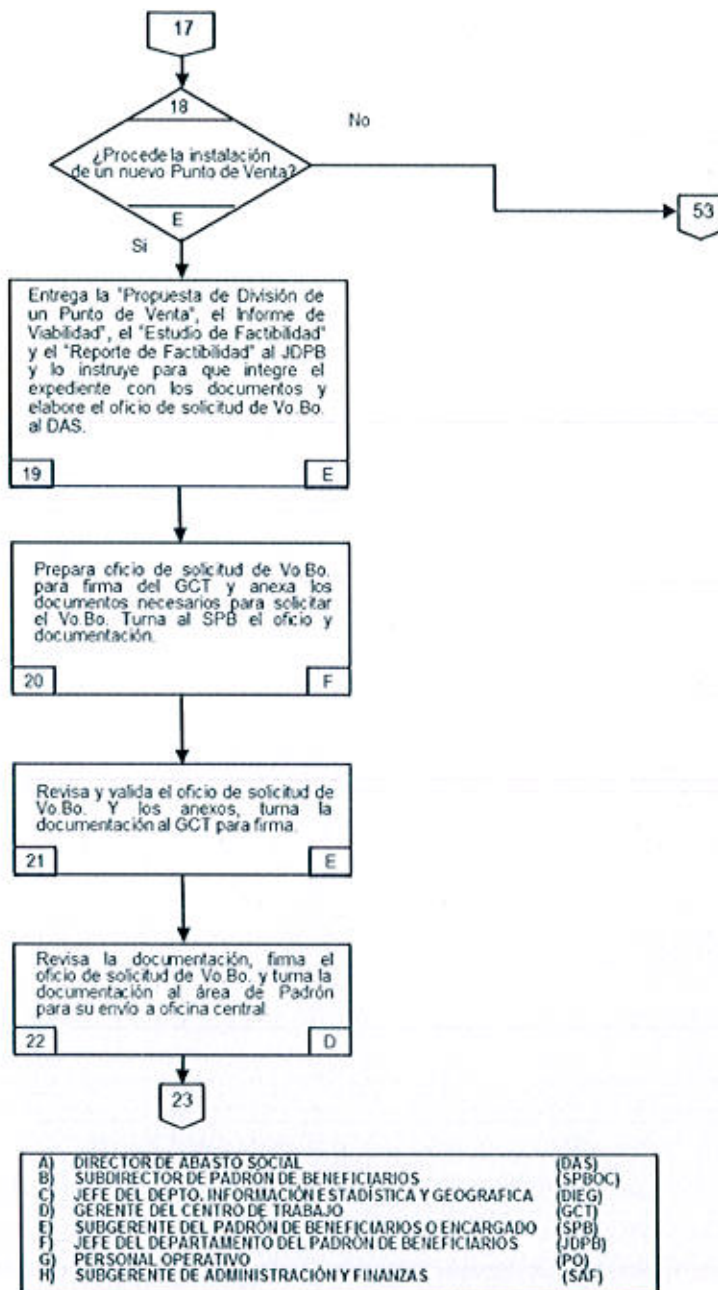 17
18
No
¿Procede la instalación
de un nuevo Punto de Venta?
E
53
Si
Entrega la "Propuesta de División de
un Punto de Venta", el Informe de
Viabilidad", el "Estudio de Factibilidad"
y el "Reporte de Factibilidad" al JDPB
y lo instruye para que integre el
expediente con los documentos y
elabore el oficio de solicitud de Vo.Bo.
al DAS.
19 E
Prepara oficio de solicitud de Vo.Bo.
para firma del GCT y anexa los
documentos necesarios para solicitar
el Vo.Bo. Turna al SPB el oficio y
documentación.
20 F
Revisa y valida el oficio de solicitud de
Vo.Bo. Y los anexos, turna la
documentación al GCT para firma.
21 E
Revisa la documentación, firma el
oficio de solicitud de Vo.Bo. y turna la
documentación al área de Padrón
para su envío a oficina central.
22 D
23
A) DIRECTOR DE ABASTO SOCIAL (DAS)
B) SUBDIRECTOR DE PADRÓN DE BENEFICIARIOS (SPBOC)
C) JEFE DEL DEPTO. INFORMACIÓN ESTADÍSTICA Y GEOGRAFICA (DIEG)
D) GERENTE DEL CENTRO DE TRABAJO (GCT)
E) SUBGERENTE DEL PADRÓN DE BENEFICIARIOS O ENCARGADO (SPB)
F) JEFE DEL DEPARTAMENTO DEL PADRÓN DE BENEFICIARIOS (JDPB)
G) PERSONAL OPERATIVO (PO)
H) SUBGERENTE DE ADMINISTRACIÓN Y FINANZAS (SAF)